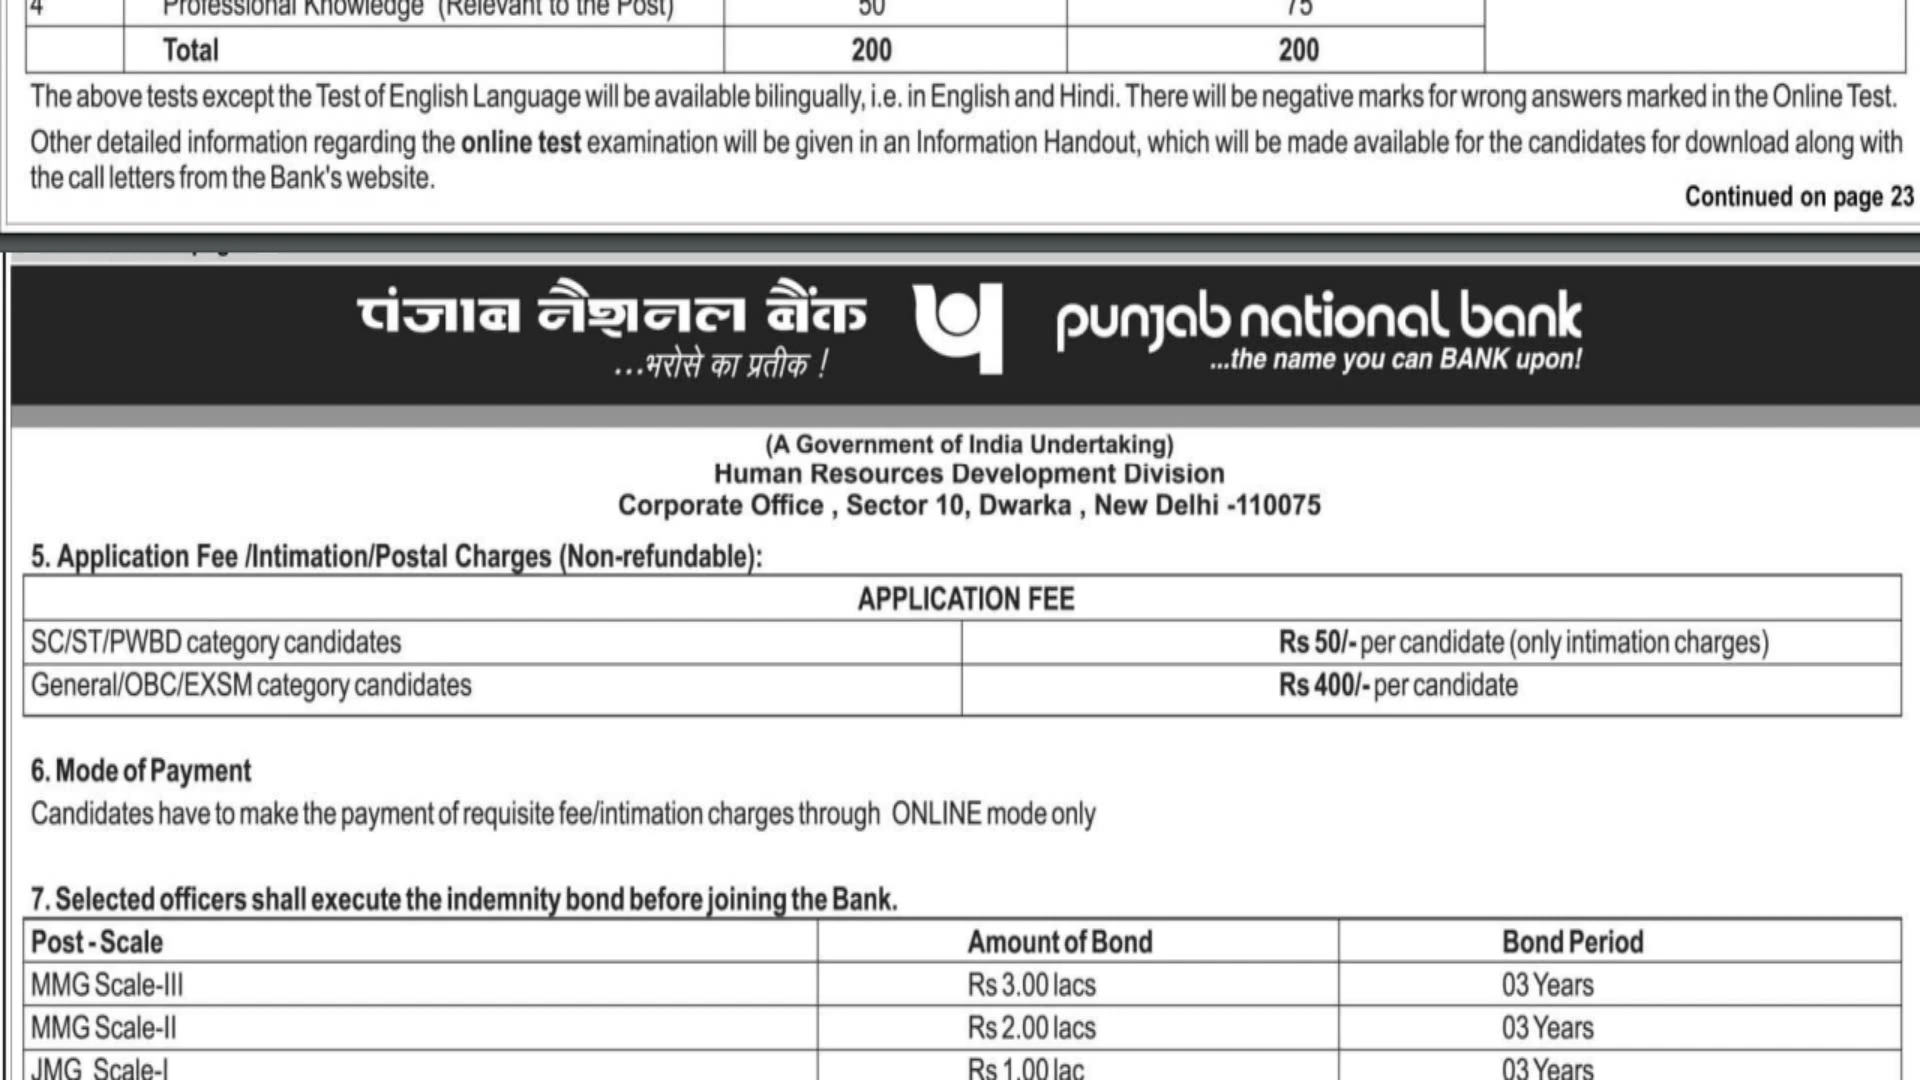 4 Professional Knowledge (Relevant to the Post) 50 75
Total 200 200
The above tests except the Test of English Language will be available bilingually, i.e. in English and Hindi. There will be negative marks for wrong answers marked in the Online Test.
Other detailed information regarding the online test examination will be given in an Information Handout, which will be made available for the candidates for download along with
the call letters from the Bank's website.
Continued on page 23
पंजाब नैशनल बैंक punjab national bank
...भरोसे का प्रतीक ! ...the name you can BANK upon!
(A Government of India Undertaking)
Human Resources Development Division
Corporate Office , Sector 10, Dwarka , New Delhi -110075
5. Application Fee /Intimation/Postal Charges (Non-refundable):
APPLICATION FEE
SC/ST/PWBD category candidates Rs 50/- per candidate (only intimation charges)
General/OBC/EXSM category candidates Rs 400/- per candidate
6. Mode of Payment
Candidates have to make the payment of requisite fee/intimation charges through ONLINE mode only
7. Selected officers shall execute the indemnity bond before joining the Bank.
Post - Scale Amount of Bond Bond Period
MMG Scale-III Rs 3.00 lacs 03 Years
MMG Scale-II Rs 2.00 lacs 03 Years
JMG Scale-I Rs 1.00 lac 03 Years